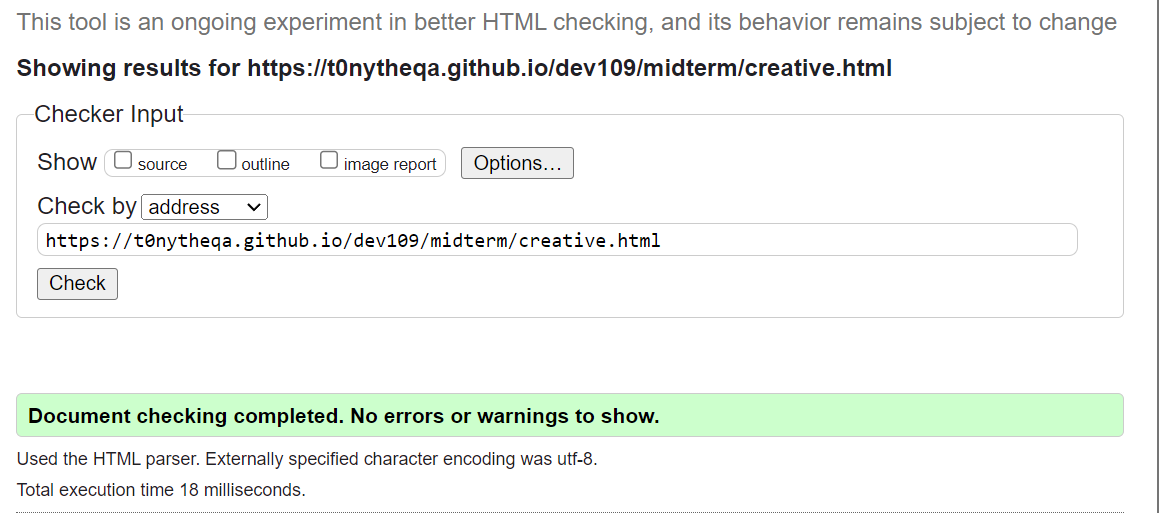 This tool is an ongoing experiment in better HTML checking, and its behavior remains subject to change
Showing results for https://t0nytheqa.github.io/dev109/midterm/creative.html
Checker Input
Show source outline image report Options...
Check by address
https://t0nytheqa.github.io/dev109/midterm/creative.html
Check
Document checking completed. No errors or warnings to show.
Used the HTML parser. Externally specified character encoding was utf-8.
Total execution time 18 milliseconds.